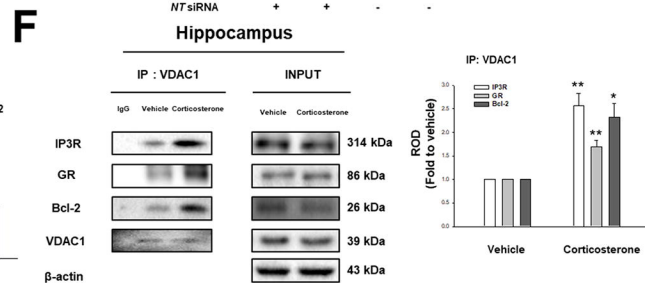 NT siRNA + + - -
F
Hippocampus
IP : VDAC1 INPUT
IgG Vehicle Corticosterone Vehicle Corticosterone
IP3R 314 kDa
GR 86 kDa
Bcl-2 26 kDa
VDAC1 39 kDa
β-actin 43 kDa
IP: VDAC1
IP3R
GR
Bcl-2
ROD
(Fold to vehicle)
3.0
2.5
2.0
1.5
1.0
0.5
0.0
** ** *
Vehicle Corticosterone